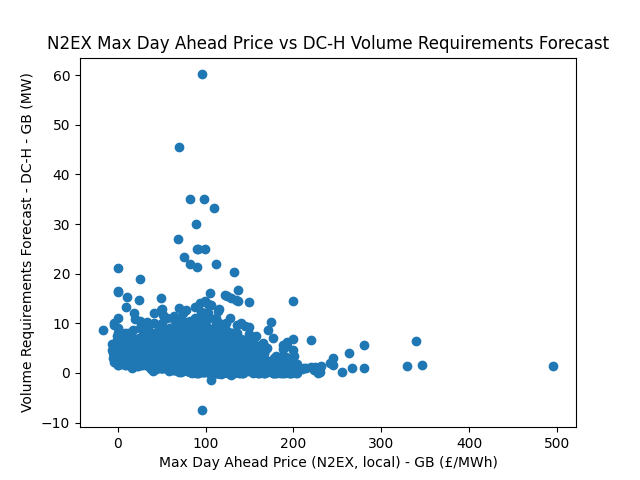 N2EX Max Day Ahead Price vs DC-H Volume Requirements Forecast
Volume Requirements Forecast - DC-H - GB (MW)
60
50
40
30
20
10
0
−10
0 100 200 300 400 500
Max Day Ahead Price (N2EX, local) - GB (£/MWh)